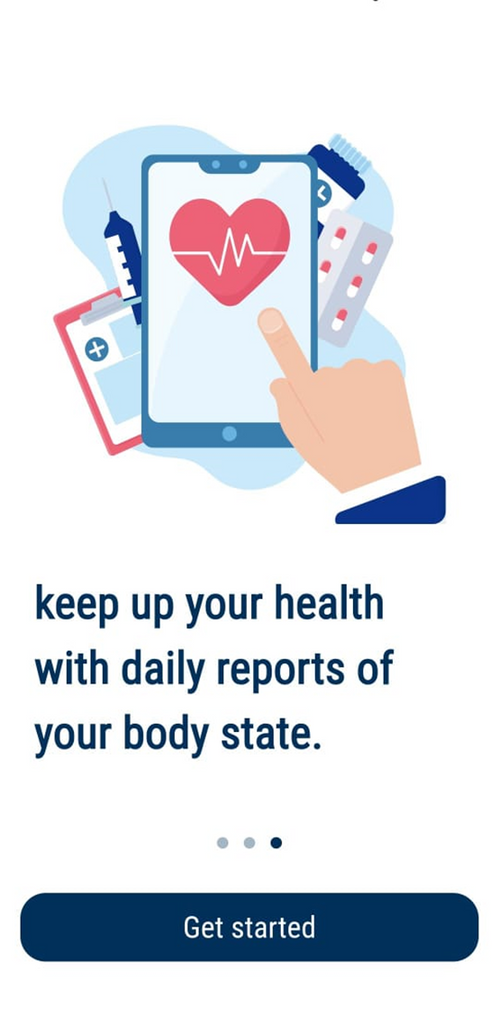 keep up your health
with daily reports of
your body state.
Get started